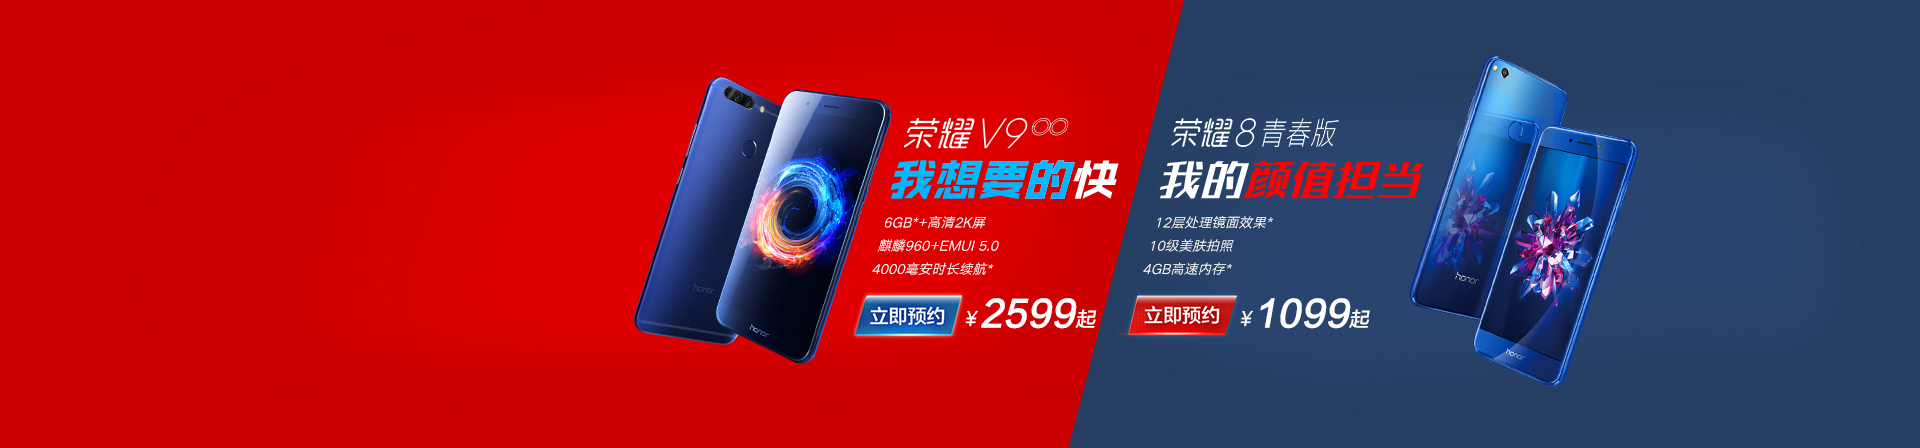 荣耀V9
我想要的快
6GB*+高清2K屏
麒麟960+EMUI 5.0
4000毫安时长续航*
立即预约
¥2599起
honor
honor
荣耀8青春版
我的颜值担当
12层处理镜面效果*
10级美肤拍照
4GB高速内存*
立即预约
¥1099起
honor
honor